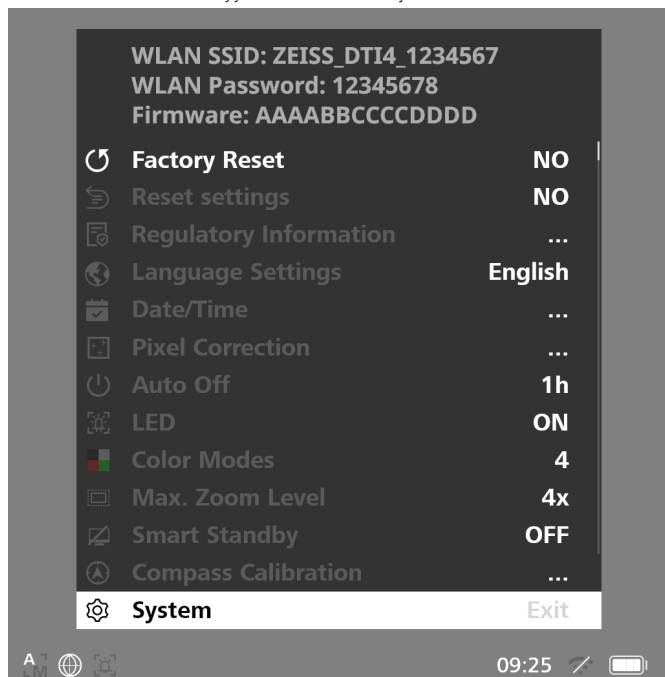 WLAN SSID: ZEISS_DTI4_1234567
WLAN Password: 12345678
Firmware: AAAABBCCCCDDDD
Factory Reset NO
Reset settings NO
Regulatory Information ...
Language Settings English
Date/Time ...
Pixel Correction ...
Auto Off 1h
LED ON
Color Modes 4
Max. Zoom Level 4x
Smart Standby OFF
Compass Calibration ...
System Exit
A M 09:25